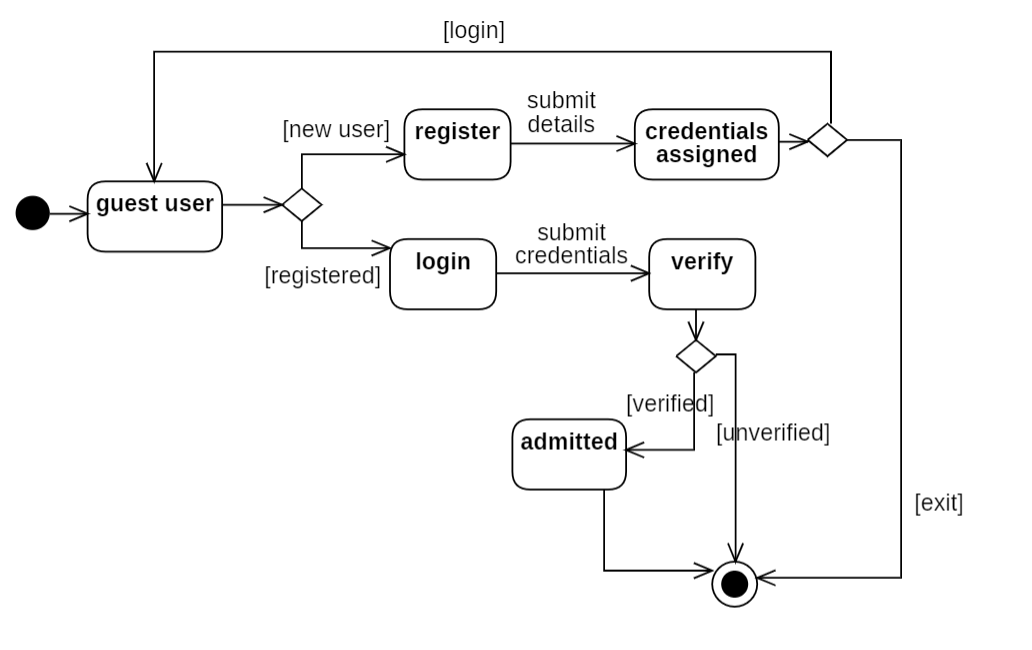 [login]
submit
details
[new user]
register
credentials
assigned
guest user
submit
credentials
[registered]
login
verify
[verified]
[unverified]
admitted
[exit]